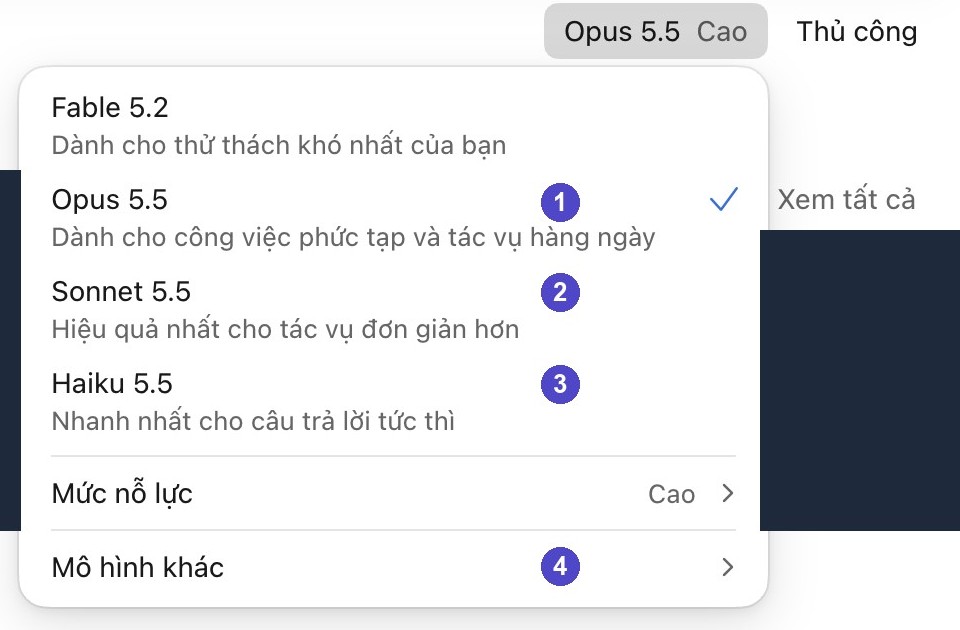 Opus 5.5 Cao Thủ công
Fable 5.2
Dành cho thử thách khó nhất của bạn
Opus 5.5 1
Xem tất cả
Dành cho công việc phức tạp và tác vụ hàng ngày
Sonnet 5.5 2
Hiệu quả nhất cho tác vụ đơn giản hơn
Haiku 5.5 3
Nhanh nhất cho câu trả lời tức thì
Mức nỗ lực Cao
Mô hình khác 4